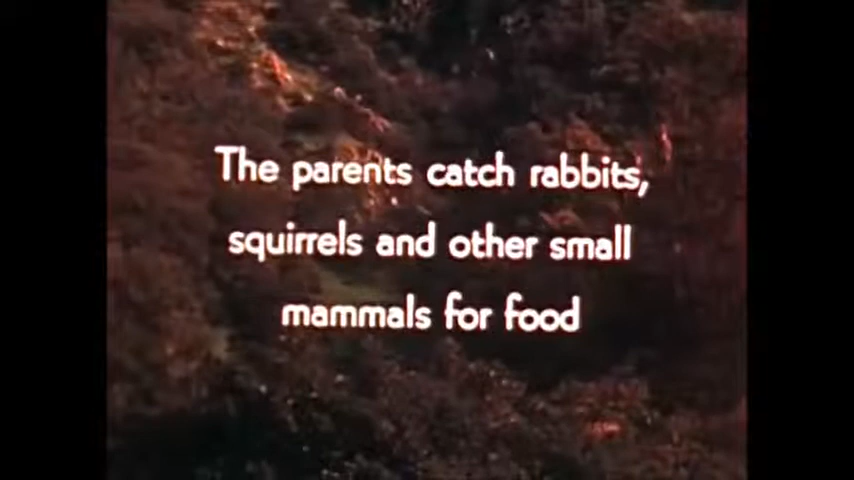 The parents catch rabbits,
squirrels and other small
mammals for food